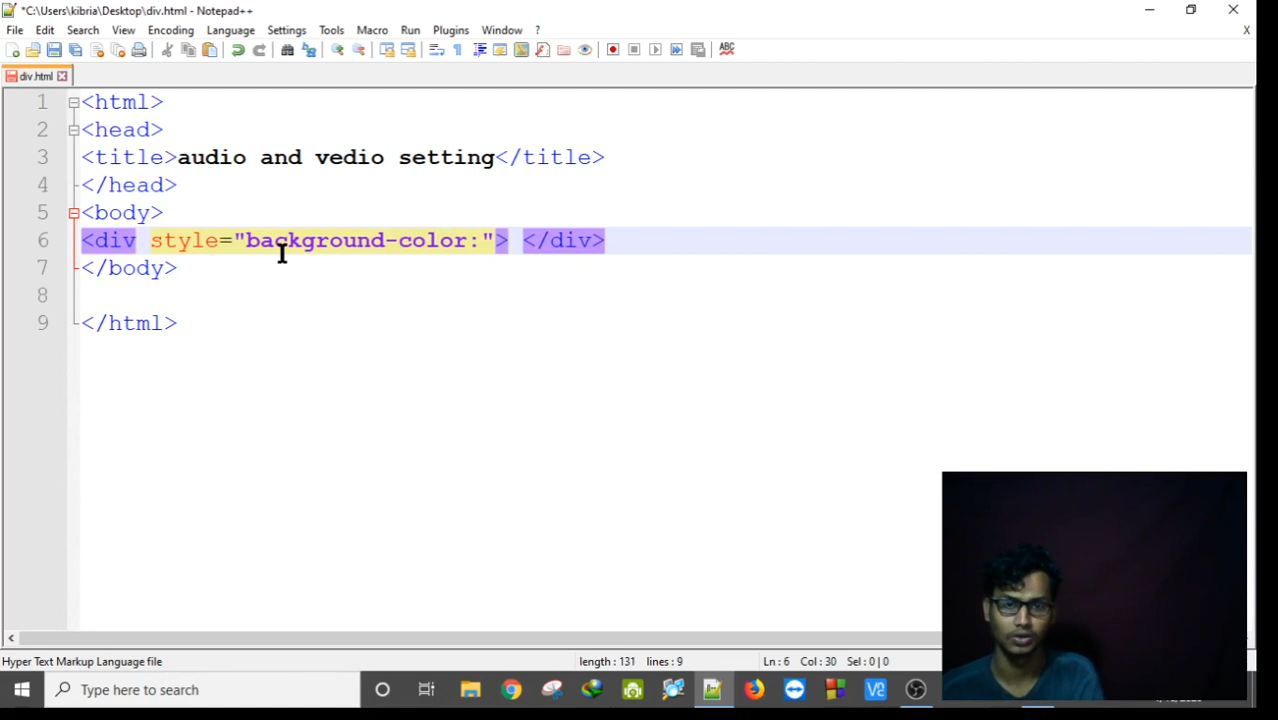 *C:\Users\kibria\Desktop\div.html - Notepad++
File Edit Search View Encoding Language Settings Tools Macro Run Plugins Window ? X
ABC
div.html
1 <html>
2 <head>
3 <title>audio and vedio setting</title>
4 </head>
5 <body>
6 <div style="background-color:"> </div>
7 </body>
8
9 </html>
Hyper Text Markup Language file length : 131 lines : 9 Ln : 6 Col : 30 Sel : 0 | 0
Type here to search